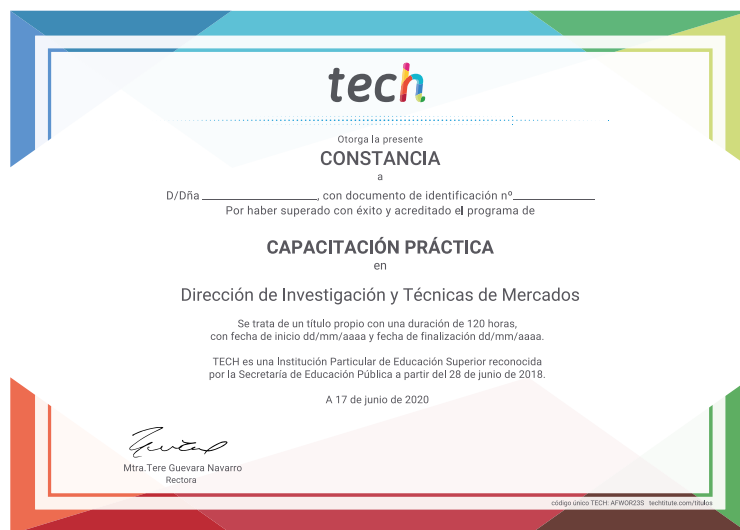 tech
Otorga la presente
CONSTANCIA
a
D/Dña ________________, con documento de identificación nº____________
Por haber superado con éxito y acreditado el programa de
CAPACITACIÓN PRÁCTICA
en
Dirección de Investigación y Técnicas de Mercados
Se trata de un título propio con una duración de 120 horas,
con fecha de inicio dd/mm/aaaa y fecha de finalización dd/mm/aaaa.
TECH es una Institución Particular de Educación Superior reconocida
por la Secretaría de Educación Pública a partir del 28 de junio de 2018.
A 17 de junio de 2020
Mtra.Tere Guevara Navarro
Rectora
código único TECH: AFWOR23S techtitute.com/titulos